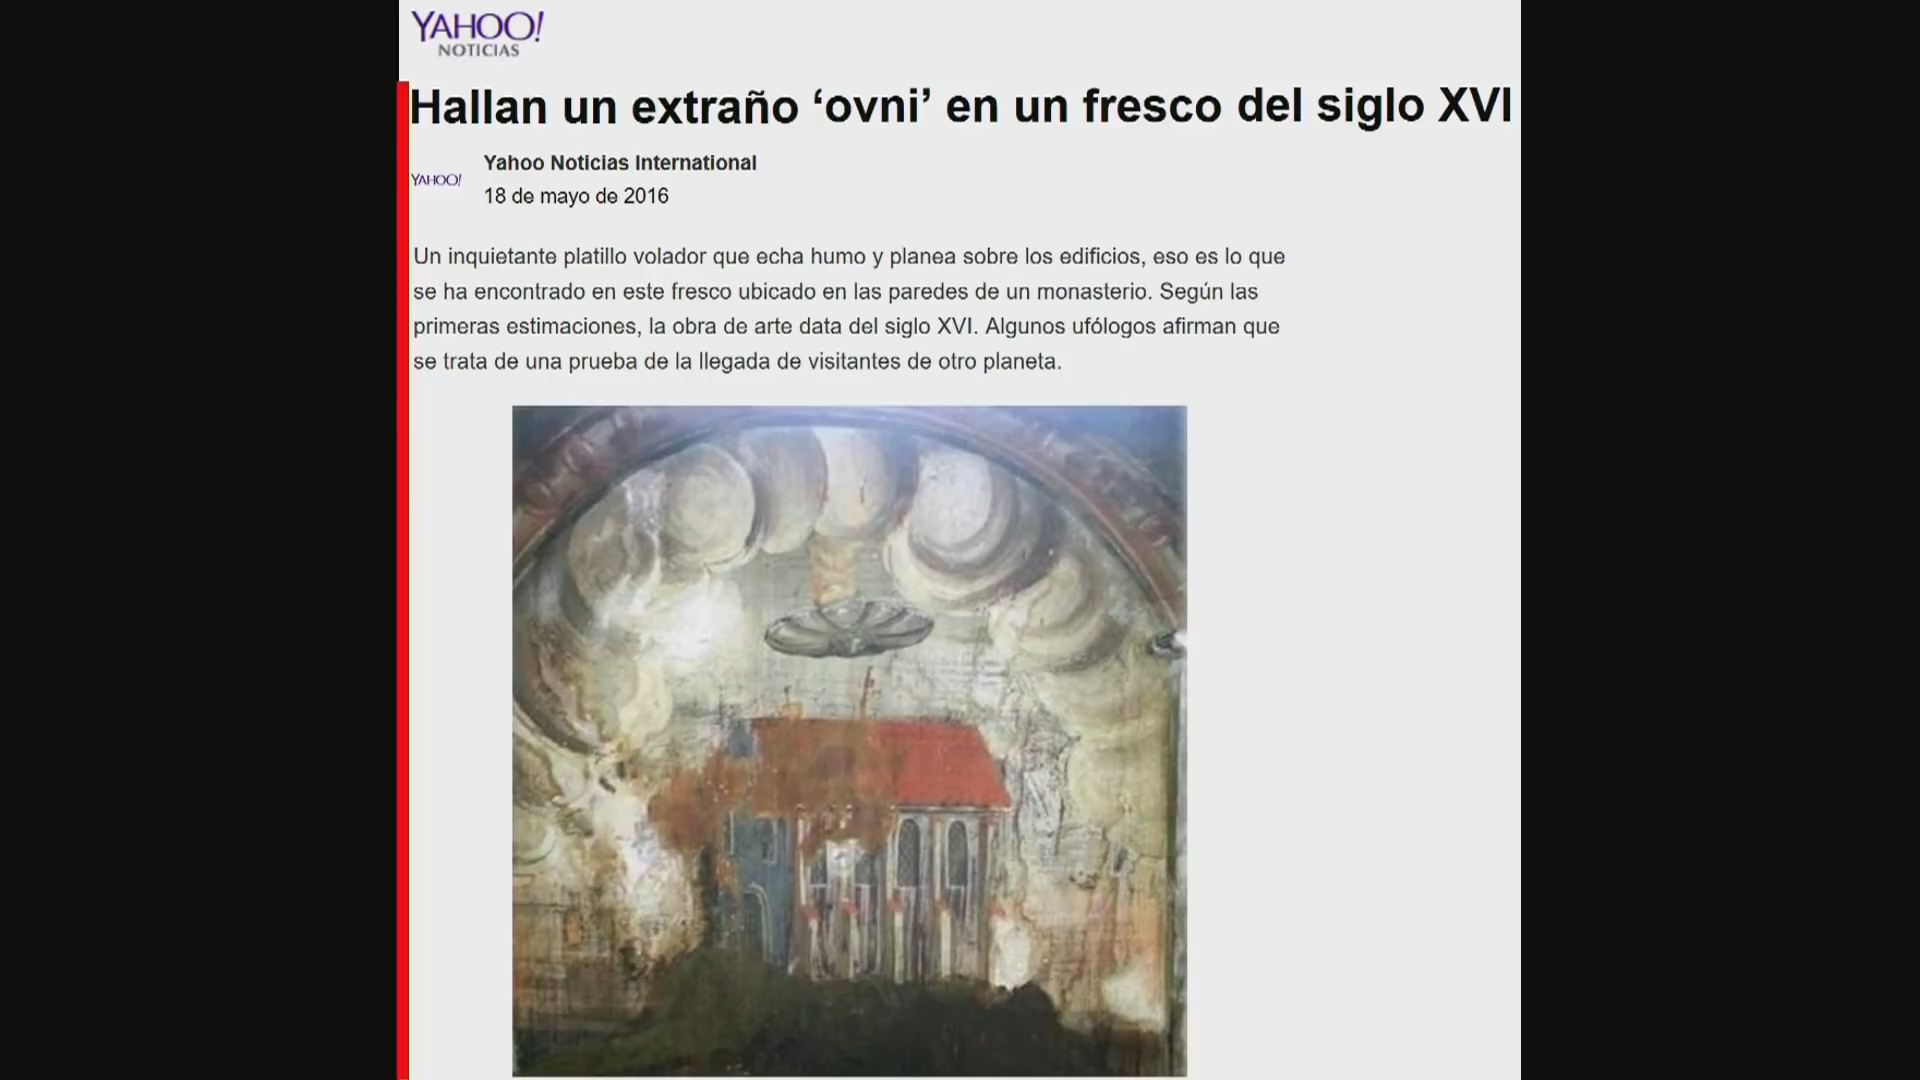 YAHOO!
NOTICIAS
Hallan un extraño ‘ovni’ en un fresco del siglo XVI
Yahoo Noticias International
YAHOO!
18 de mayo de 2016
Un inquietante platillo volador que echa humo y planea sobre los edificios, eso es lo que
se ha encontrado en este fresco ubicado en las paredes de un monasterio. Según las
primeras estimaciones, la obra de arte data del siglo XVI. Algunos ufólogos afirman que
se trata de una prueba de la llegada de visitantes de otro planeta.